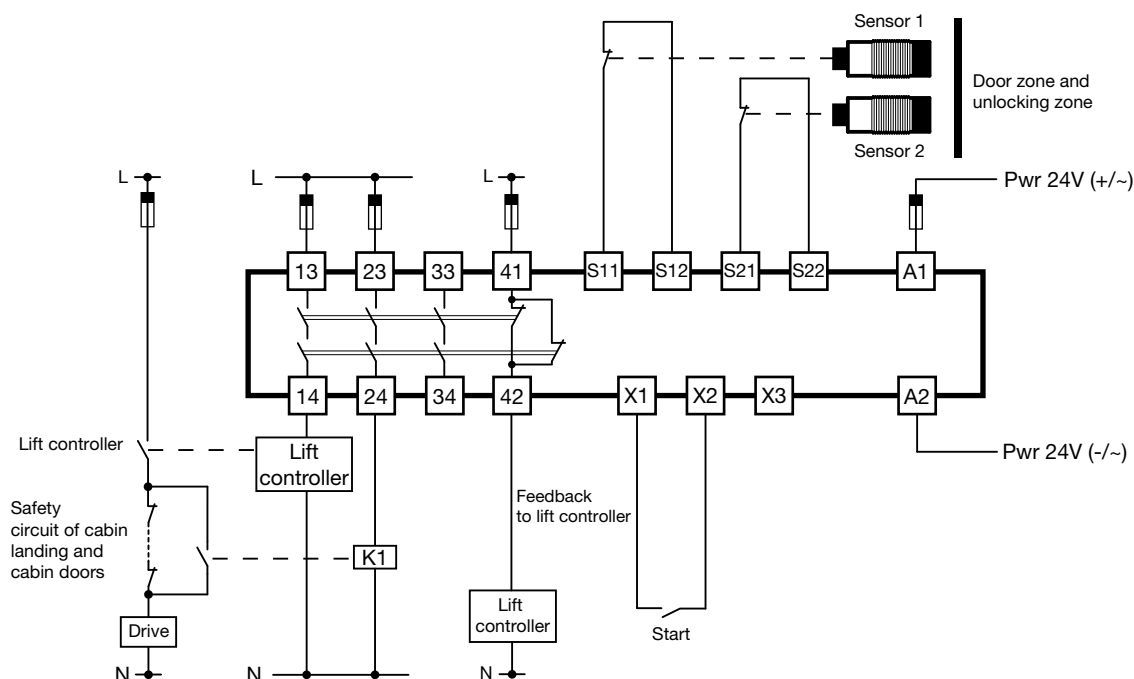 Sensor 1
Door zone and
unlocking zone
Sensor 2
L
L
L
Pwr 24V (+/~)
13
23
33
41
S11
S12
S21
S22
A1
14
24
34
42
X1
X2
X3
A2
Lift controller
Lift
controller
Pwr 24V (-/~)
Feedback
to lift controller
Safety
circuit of cabin
landing and
cabin doors
K1
Drive
Lift
controller
Start
N
N
N